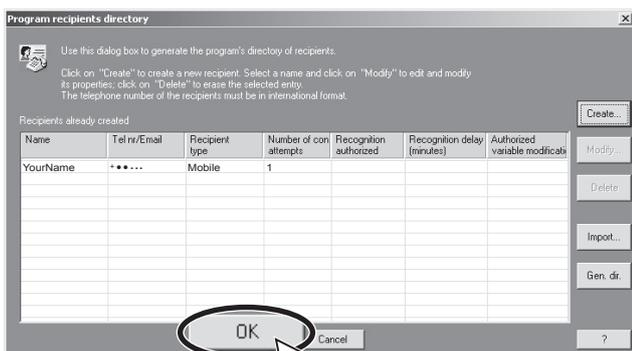 Program recipients directory
Use this dialog box to generate the program's directory of recipients.
Click on "Create" to create a new recipient. Select a name and click on "Modify" to edit and modify
its properties; click on "Delete" to erase the selected entry.
The telephone number of the recipients must be in international format.
Recipients already created
Create...
Name Tel nr/Email Recipient type Number of con attempts Recognition authorized Recognition delay (minutes) Authorized variable modificati
Modify...
YourName +••--- Mobile 1
Delete
Import...
Gen. dir.
OK Cancel ?